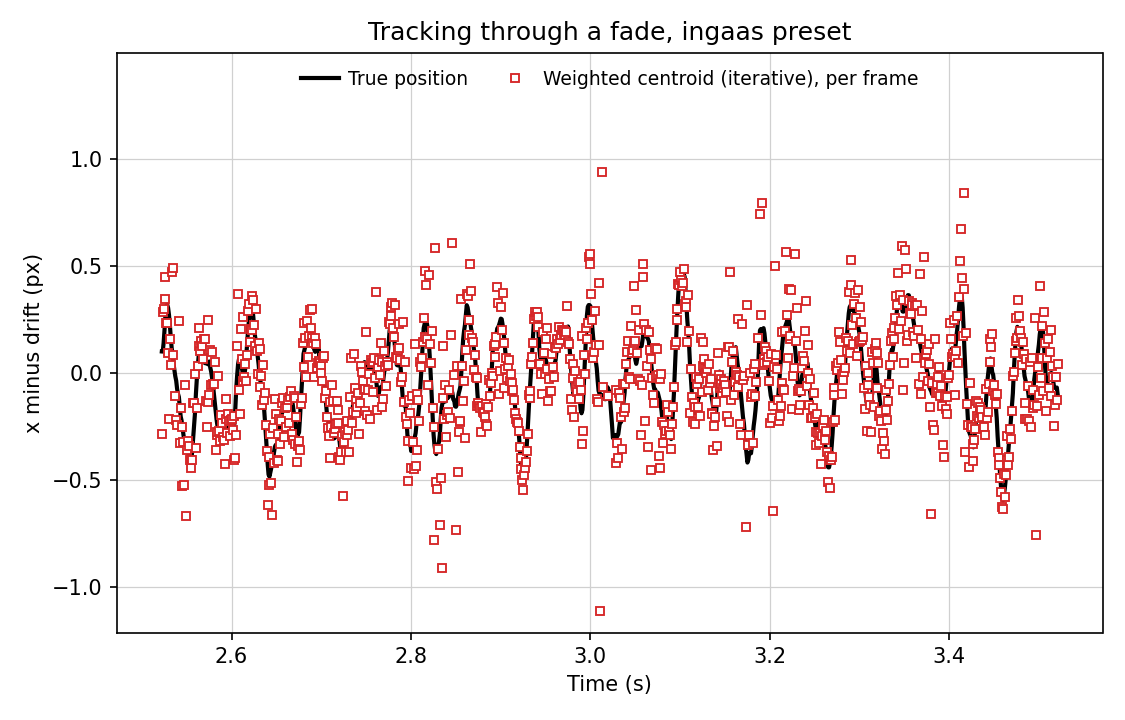 Tracking through a fade, ingaas preset
True position
Weighted centroid (iterative), per frame
x minus drift (px)
1.0
0.5
0.0
−0.5
−1.0
2.6 2.8 3.0 3.2 3.4
Time (s)